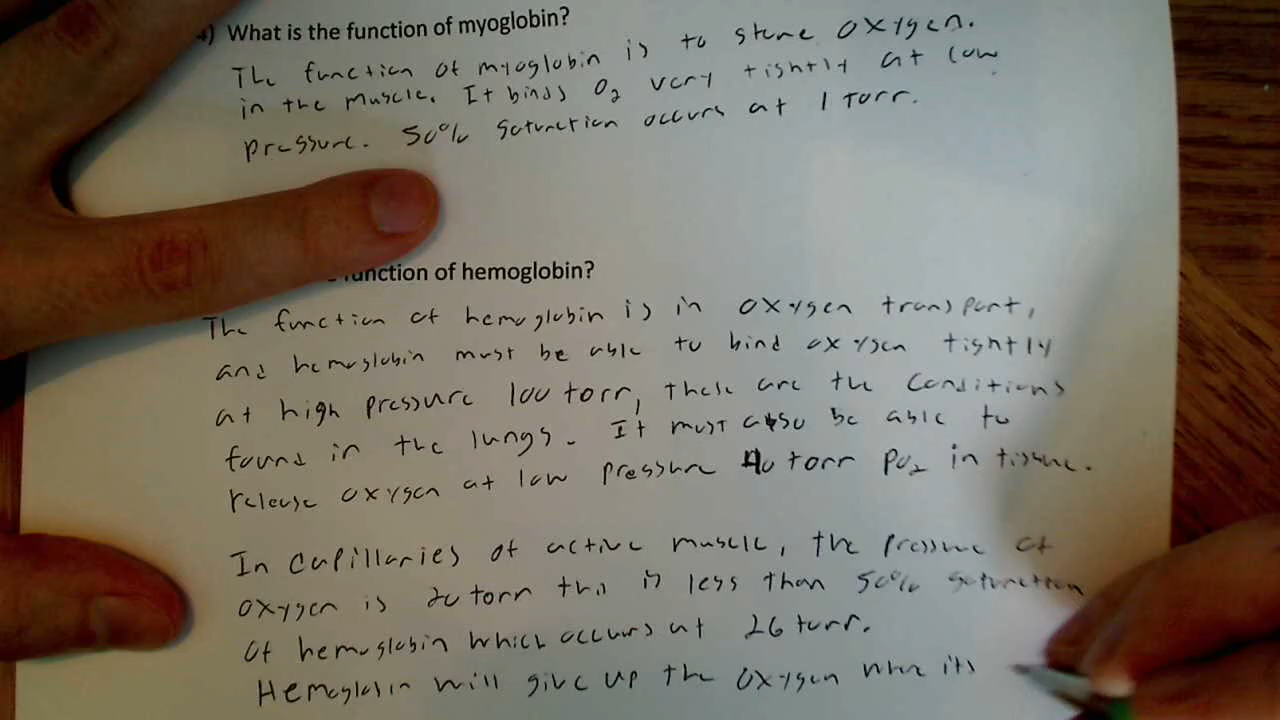 4) What is the function of myoglobin?
The function of myoglobin is to store oxygen.
in the muscle. It binds O2 very tightly at low
pressure. 50% saturation occurs at 1 torr.
function of hemoglobin?
The function of hemoglobin is in oxygen transport,
and hemoglobin must be able to bind oxygen tightly
at high pressure 100 torr, these are the conditions
found in the lungs. It must also be able to
release oxygen at low pressure 40 torr PO2 in tissue.
In capillaries of active muscle, the pressure of
oxygen is 20 torr this is less than 50% saturation
of hemoglobin which occurs at 26 torr.
Hemoglobin will give up the oxygen where its